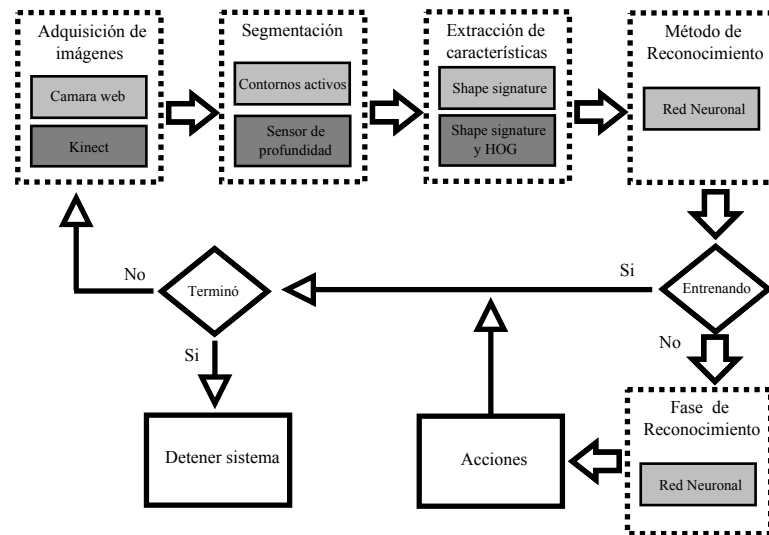 Adquisición de
imágenes
Camara web
Kinect
Segmentación
Contornos activos
Sensor de
profundidad
Extracción de
características
Shape signature
Shape signature
y HOG
Método de
Reconocimiento
Red Neuronal
No
Terminó
Si
Entrenando
Si
No
Detener sistema
Acciones
Fase de
Reconocimiento
Red Neuronal